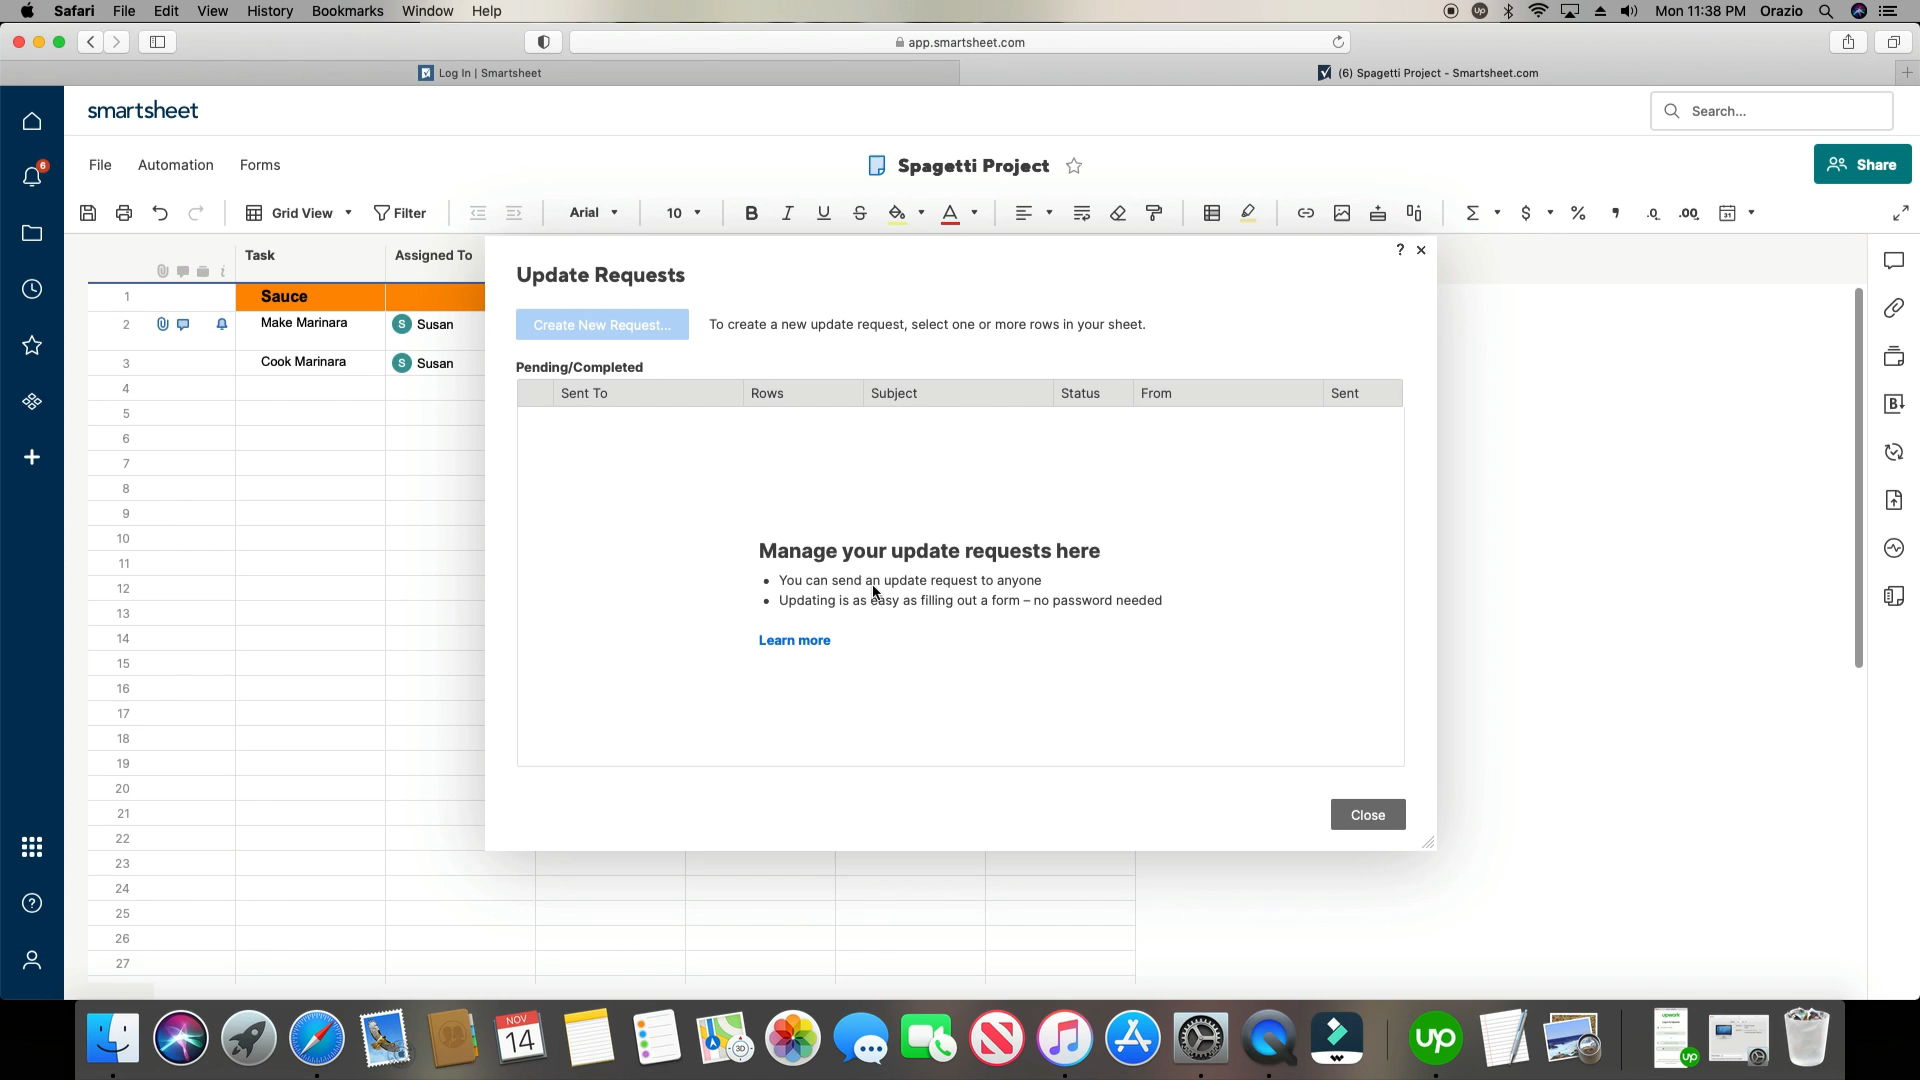 Safari File Edit View History Bookmarks Window Help Mon 11:38 PM Orazio
app.smartsheet.com
Log In | Smartsheet (6) Spagetti Project - Smartsheet.com
smartsheet Search...
6
File Automation Forms Spagetti Project Share
Grid View Filter Arial 10 B I U S A Σ $ % , .0 .00 31
Task Assigned To ? ×
Update Requests
1 Sauce
2 Make Marinara S Susan
Create New Request... To create a new update request, select one or more rows in your sheet.
3 Cook Marinara S Susan
Pending/Completed
Sent To Rows Subject Status From Sent
4
5
6
7
8
9
10
11
12
13
14
15
16
17
18
19
20
21
22
23
24
25
26
27
Manage your update requests here
• You can send an update request to anyone
• Updating is as easy as filling out a form – no password needed
Learn more
Close
NOV
14
up